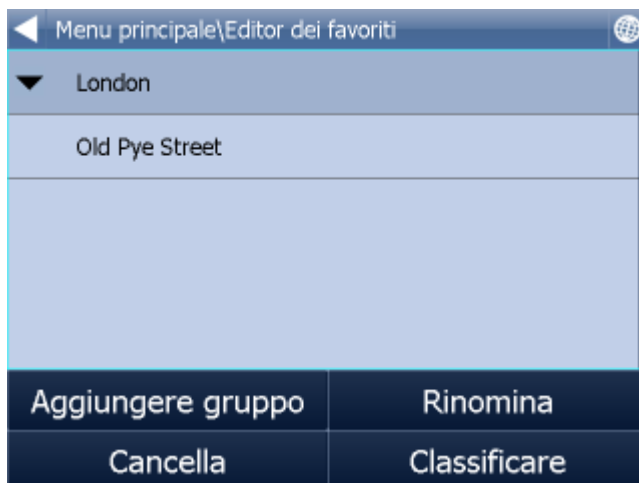 Menu principale\Editor dei favoriti
London
Old Pye Street
Aggiungere gruppo
Rinomina
Cancella
Classificare